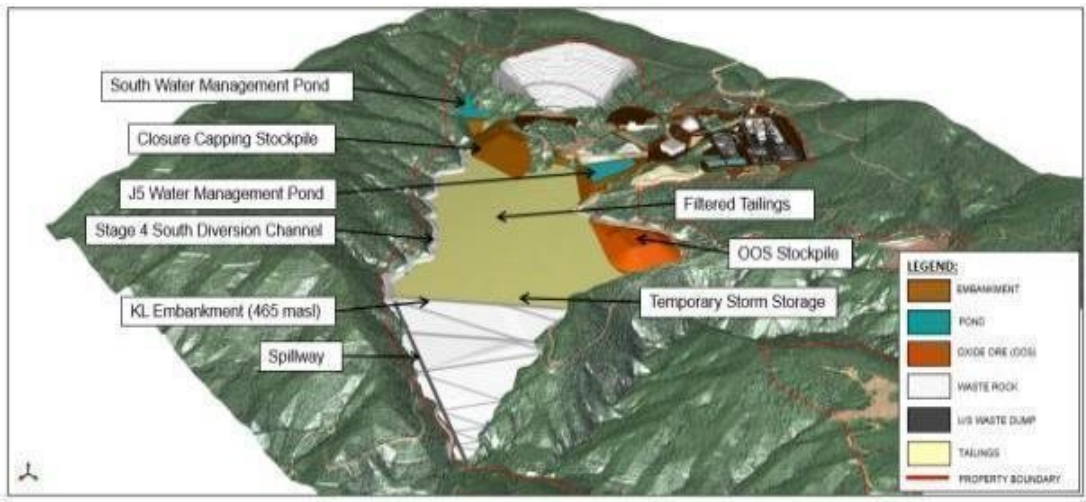 South Water Management Pond
Closure Capping Stockpile
J5 Water Management Pond
Stage 4 South Diversion Channel
KL Embankment (465 masl)
Spillway
Filtered Tailings
OOS Stockpile
Temporary Storm Storage
LEGEND:
EMBANKMENT
POND
OXIDE ORE (OOS)
WASTE ROCK
U/S WASTE DUMP
TAILINGS
PROPERTY BOUNDARY